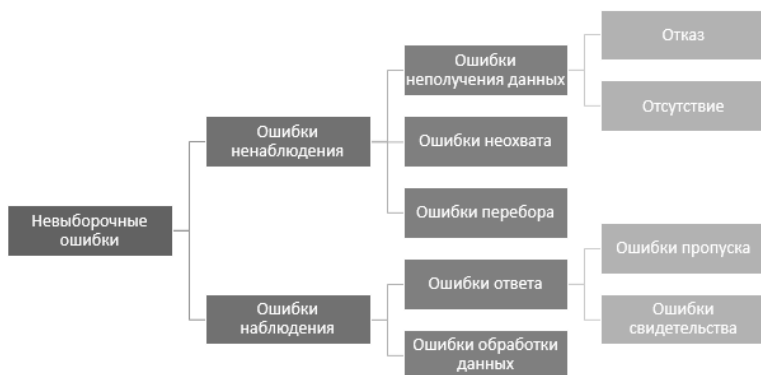 Невыборочные
ошибки
Ошибки
ненаблюдения
Ошибки
неполучения данных
Отказ
Отсутствие
Ошибки неохвата
Ошибки перебора
Ошибки
наблюдения
Ошибки ответа
Ошибки пропуска
Ошибки
свидетельства
Ошибки обработки
данных